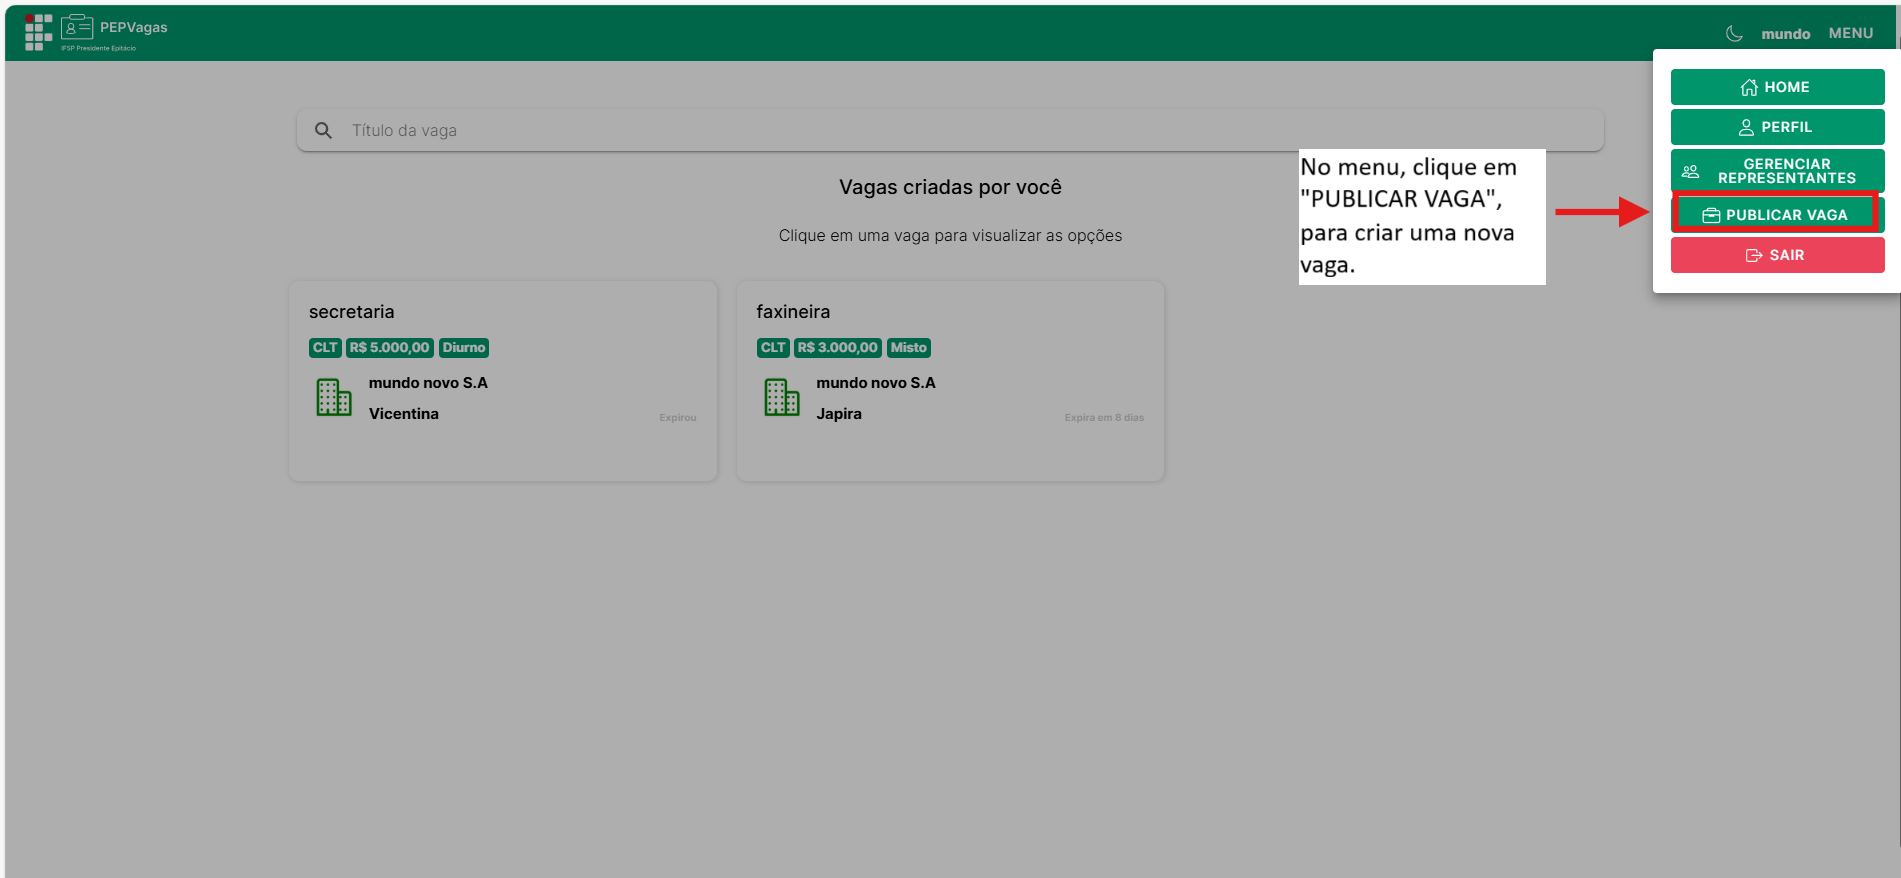 PEPVagas
IFSP Presidente Epitácio
mundo MENU
HOME
PERFIL
GERENCIAR
REPRESENTANTES
PUBLICAR VAGA
SAIR
Título da vaga
No menu, clique em
"PUBLICAR VAGA",
para criar uma nova
vaga.
Vagas criadas por você
Clique em uma vaga para visualizar as opções
secretaria
CLT R$ 5.000,00 Diurno
mundo novo S.A
Vicentina
Expirou
faxineira
CLT R$ 3.000,00 Misto
mundo novo S.A
Japira
Expira em 8 dias